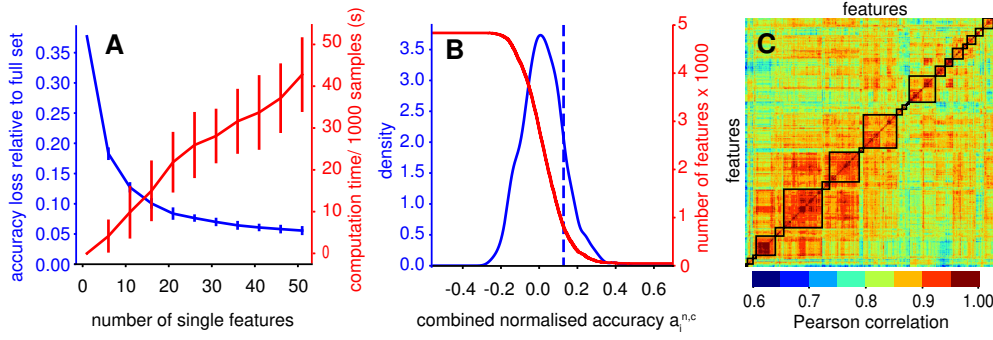 A
accuracy loss relative to full set
0.35
0.30
0.25
0.20
0.15
0.10
0.05
0.00
0 10 20 30 40 50
number of single features
50
40
30
20
10
0
computation time/ 1000 samples (s)
B
density
3.5
3.0
2.5
2.0
1.5
1.0
0.5
0.0
-0.4 -0.2 0.0 0.2 0.4 0.6
combined normalised accuracy a_i^n,c
5
4
3
2
1
0
number of features x 1000
features
C
features
0.6 0.7 0.8 0.9 1.00
Pearson correlation